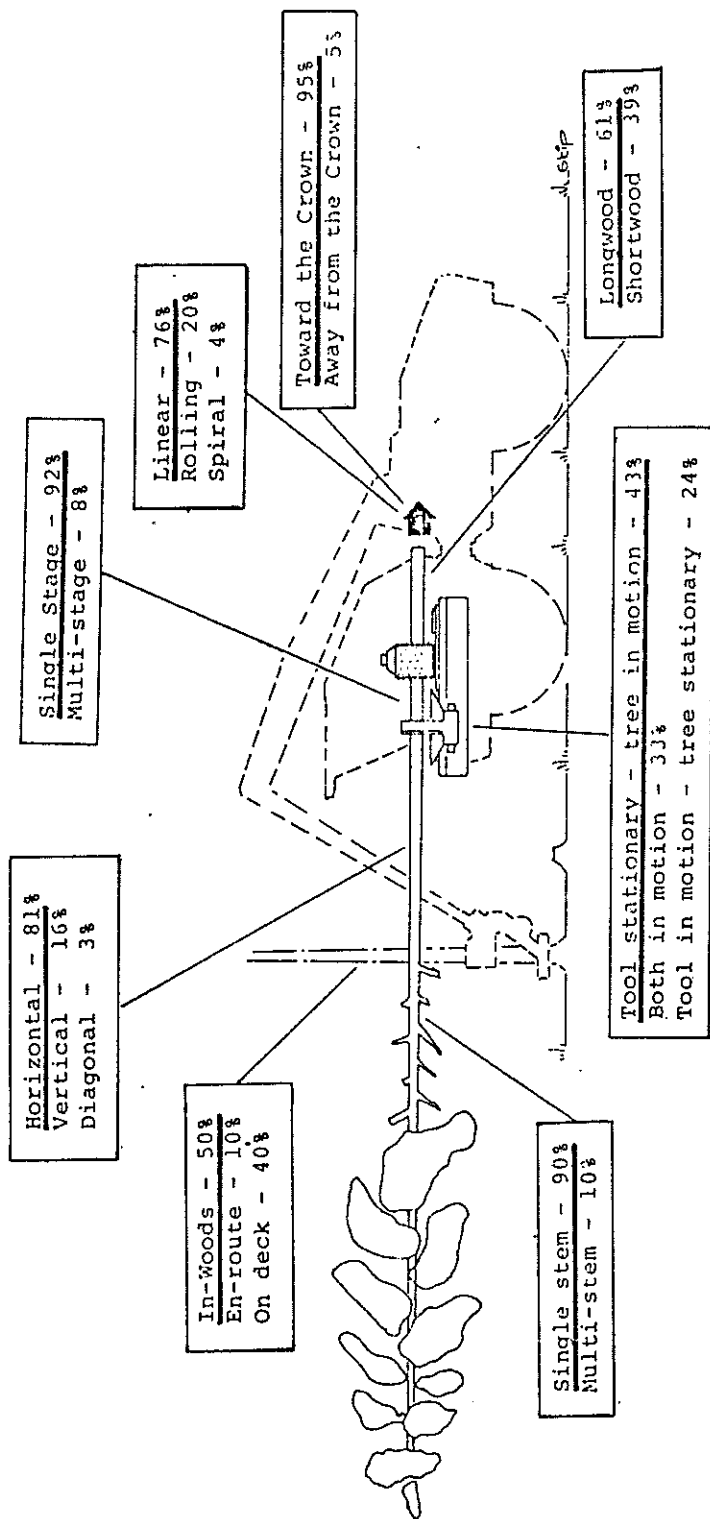 Horizontal - 81%
Vertical - 16%
Diagonal - 3%
Single Stage - 92%
Multi-stage - 8%
Linear - 76%
Rolling - 20%
Spiral - 4%
Toward the Crown - 95%
Away from the Crown - 5%
In-Woods - 50%
En-route - 10%
On deck - 40%
Single stem - 90%
Multi-stem - 10%
Tool stationary - tree in motion - 43%
Both in motion - 33%
Tool in motion - tree stationary - 24%
Longwood - 61%
Shortwood - 39%